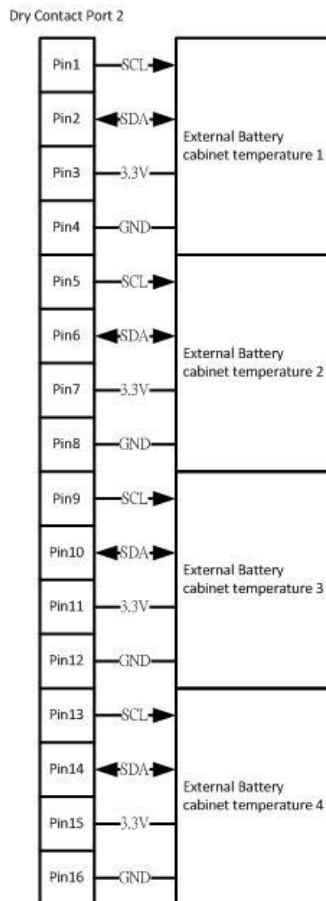 Dry Contact Port 2
Pin1 SCL
Pin2 SDA
External Battery
cabinet temperature 1
Pin3 3.3V
Pin4 GND
Pin5 SCL
Pin6 SDA
External Battery
cabinet temperature 2
Pin7 3.3V
Pin8 GND
Pin9 SCL
Pin10 SDA
External Battery
cabinet temperature 3
Pin11 3.3V
Pin12 GND
Pin13 SCL
Pin14 SDA
External Battery
cabinet temperature 4
Pin15 3.3V
Pin16 GND